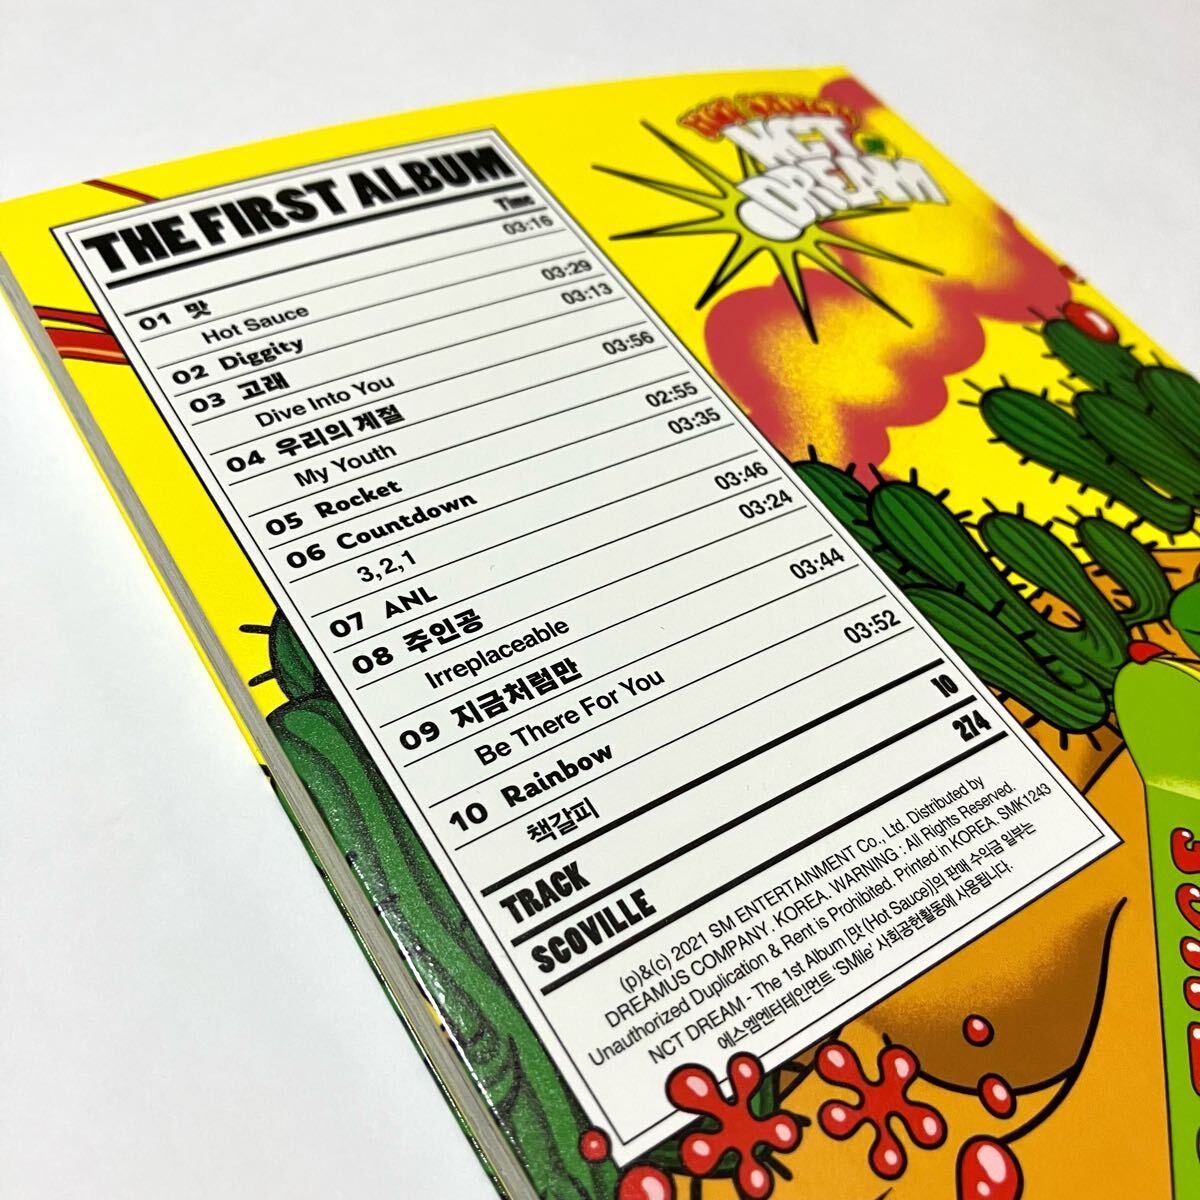 HOT SAUCE
NCT
DREAM
THE FIRST ALBUM
Time
01 맛 03:16
Hot Sauce
02 Diggity 03:29
03 고래 03:13
Dive Into You
04 우리의 계절 03:56
My Youth
05 Rocket 02:55
06 Countdown 03:35
3,2,1
07 ANL 03:46
08 주인공 03:24
Irreplaceable
09 지금처럼만 03:44
Be There For You
10 Rainbow 03:52
책갈피
TRACK 10
SCOVILLE 274
(p)&(c) 2021 SM ENTERTAINMENT Co., Ltd. Distributed by
DREAMUS COMPANY. KOREA. WARNING : All Rights Reserved.
Unauthorized Duplication & Rent is Prohibited. Printed in KOREA. SMK1243
NCT DREAM - The 1st Album [맛 (Hot Sauce)]의 판매 수익금 일부는
에스엠엔터테인먼트 ‘SMile’ 사회공헌활동에 사용됩니다.